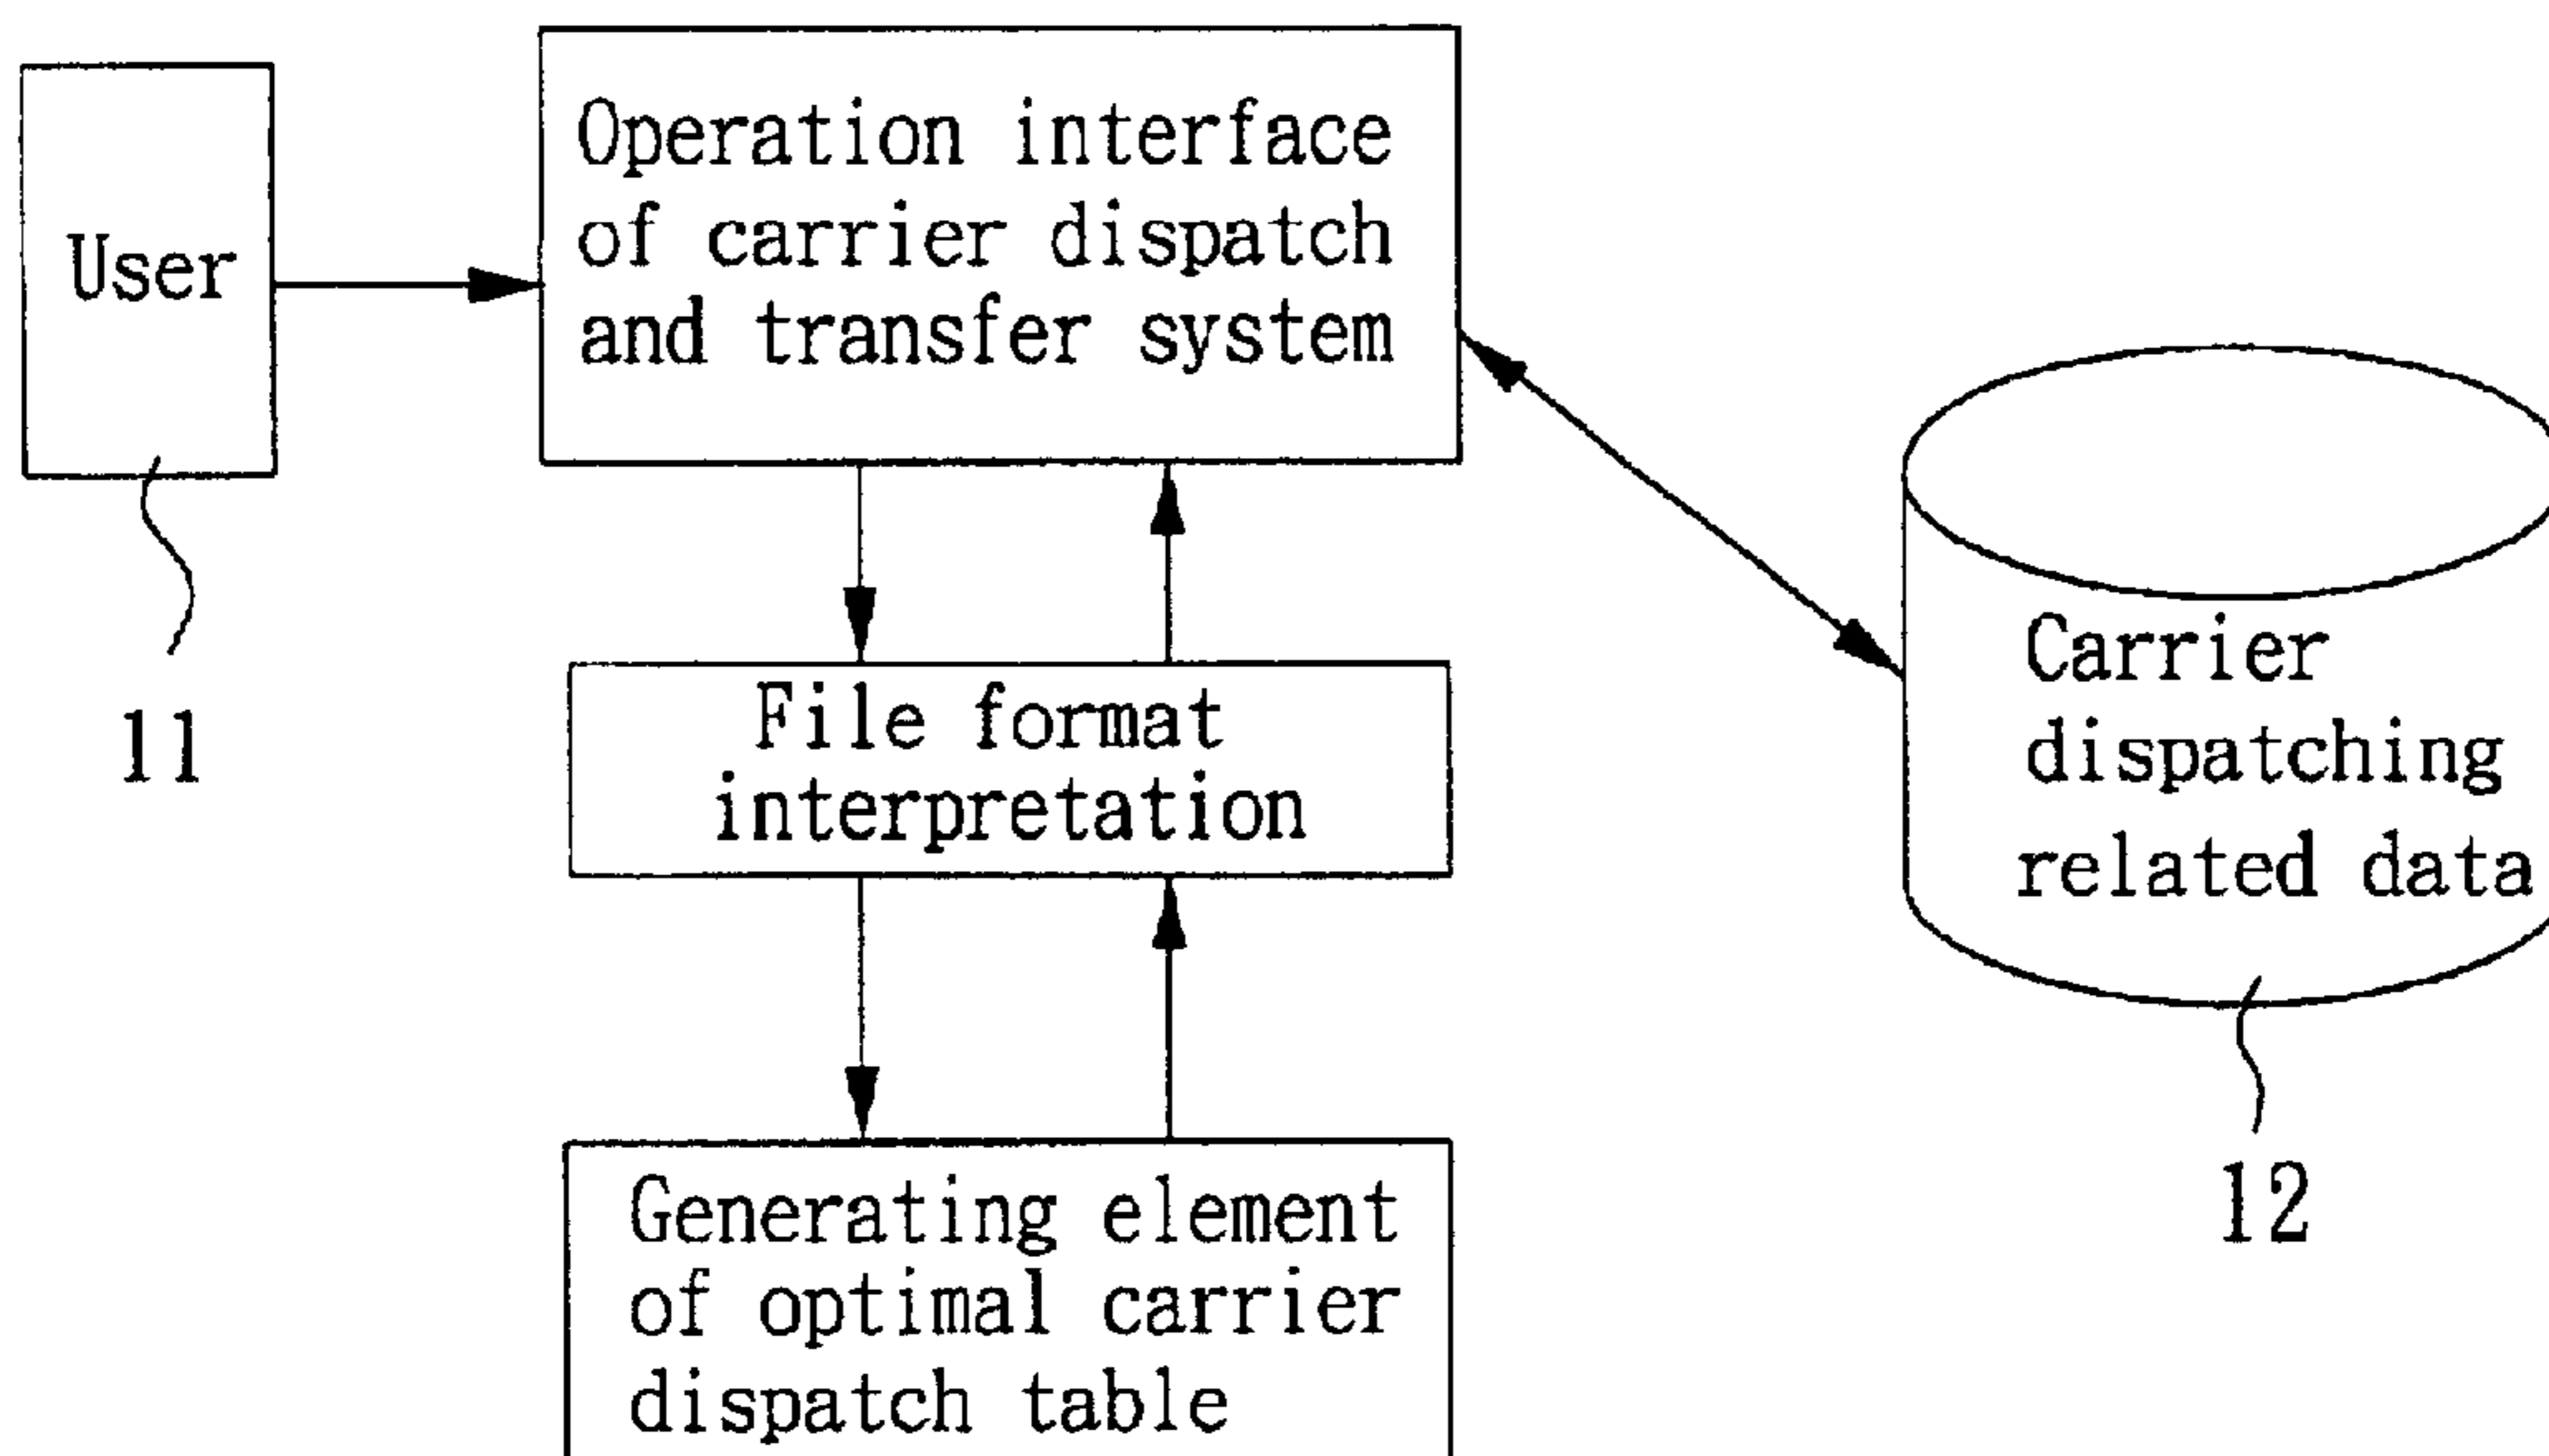 User
Operation interface
of carrier dispatch
and transfer system
11
File format
interpretation
Carrier
dispatching
related data
12
Generating element
of optimal carrier
dispatch table